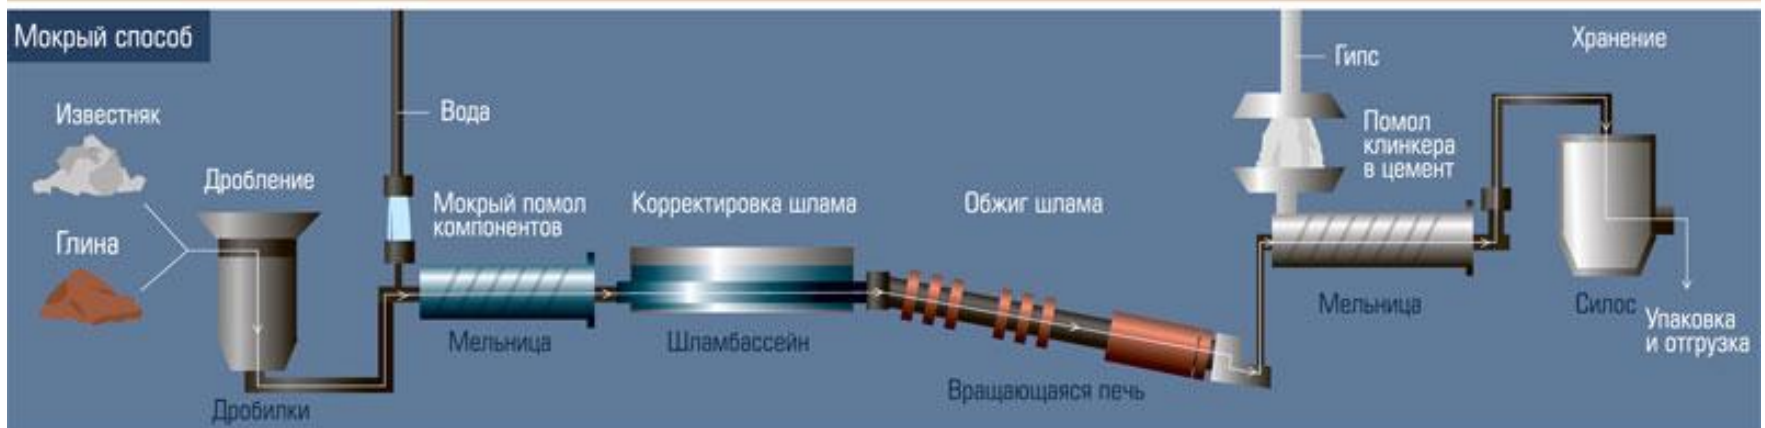 Мокрый способ
Известняк
Глина
Дробление
Дробилки
Вода
Мокрый помол
компонентов
Мельница
Корректировка шлама
Шламбассейн
Обжиг шлама
Вращающаяся печь
Гипс
Помол
клинкера
в цемент
Мельница
Хранение
Силос
Упаковка
и отгрузка